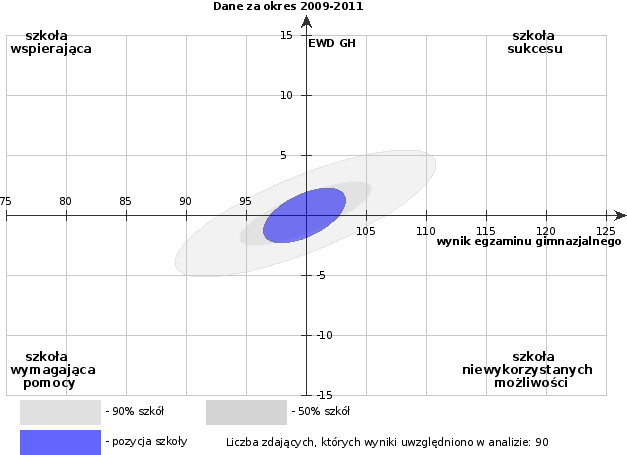 Dane za okres 2009-2011
szkoła
wspierająca
EWD GH
szkoła
sukcesu
15
10
5
75
80
85
90
95
105
110
115
120
125
wynik egzaminu gimnazjalnego
-5
-10
-15
szkoła
wymagająca
pomocy
szkoła
niewykorzystanych
możliwości
- 90% szkół
- 50% szkół
- pozycja szkoły
Liczba zdających, których wyniki uwzględniono w analizie: 90